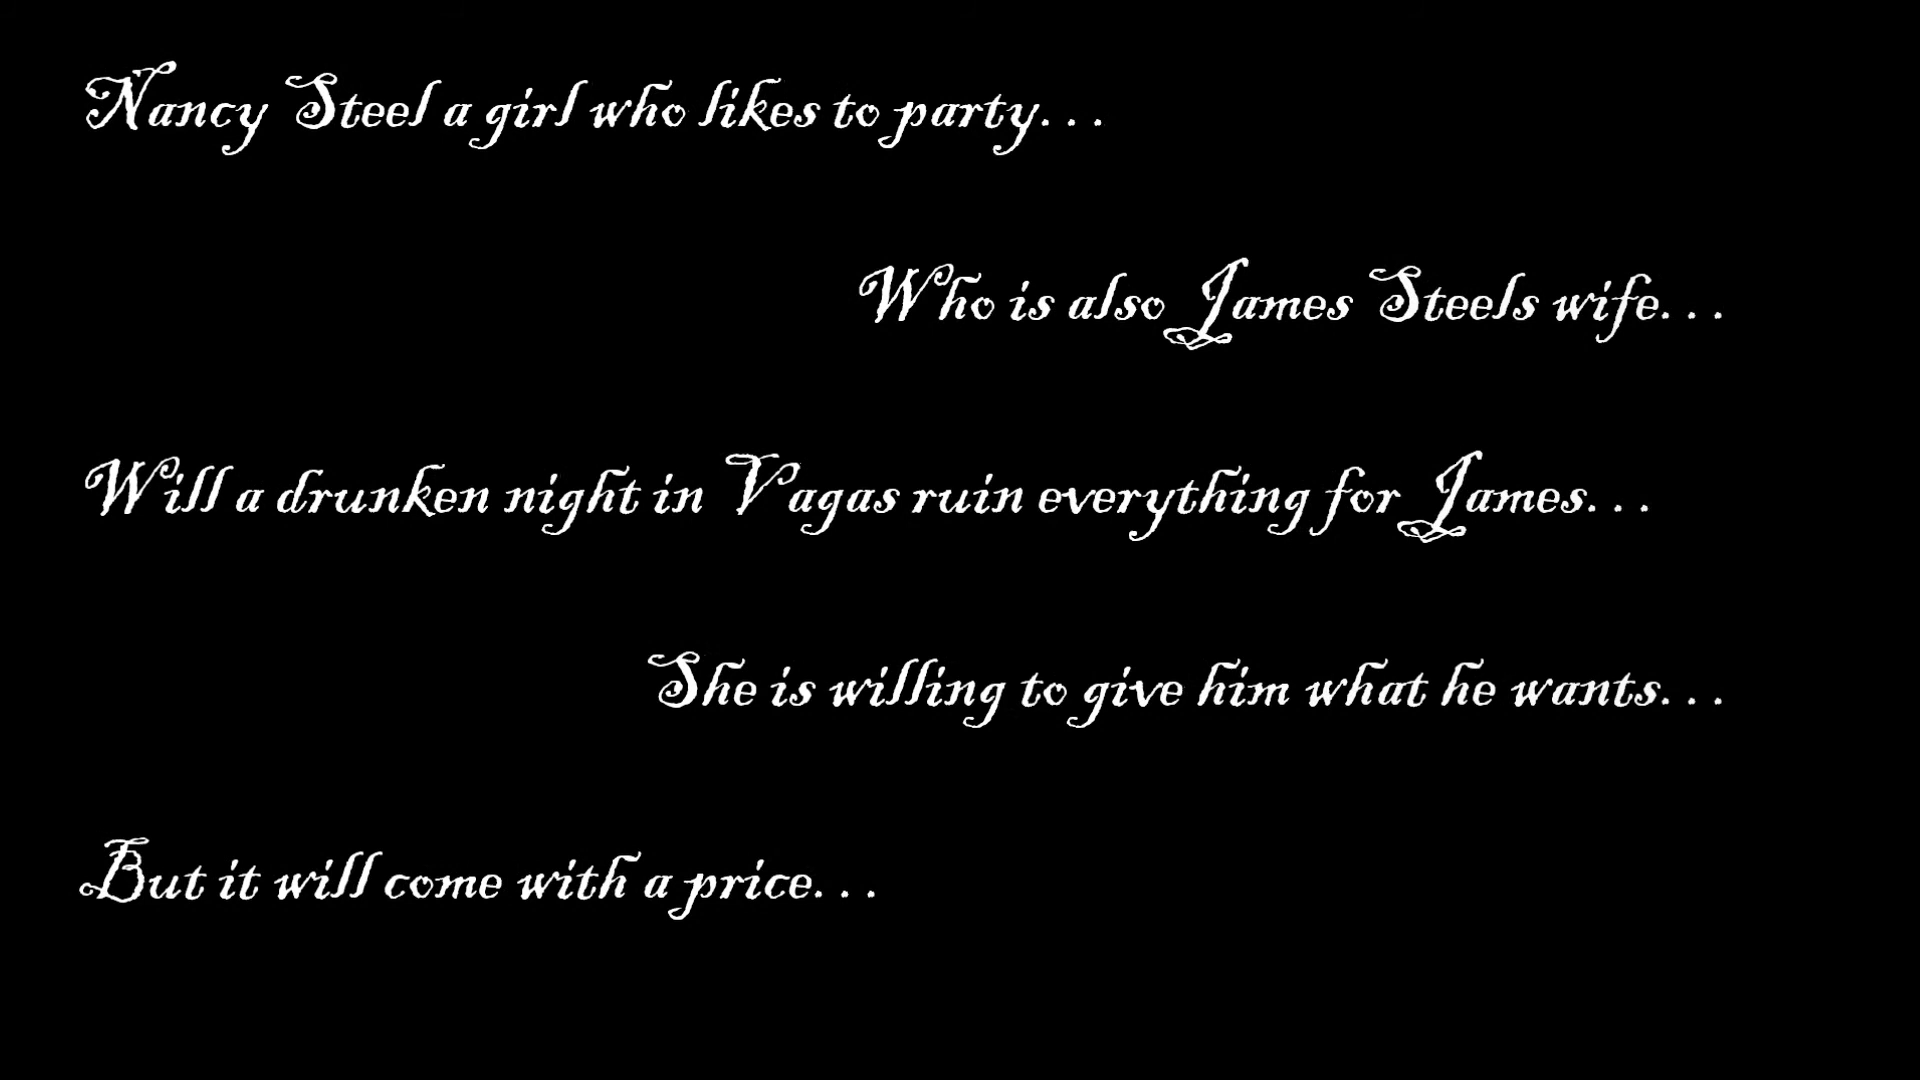 Nancy Steel a girl who likes to party...
Who is also James Steels wife...
Will a drunken night in Vagas ruin everything for James...
She is willing to give him what he wants...
But it will come with a price...